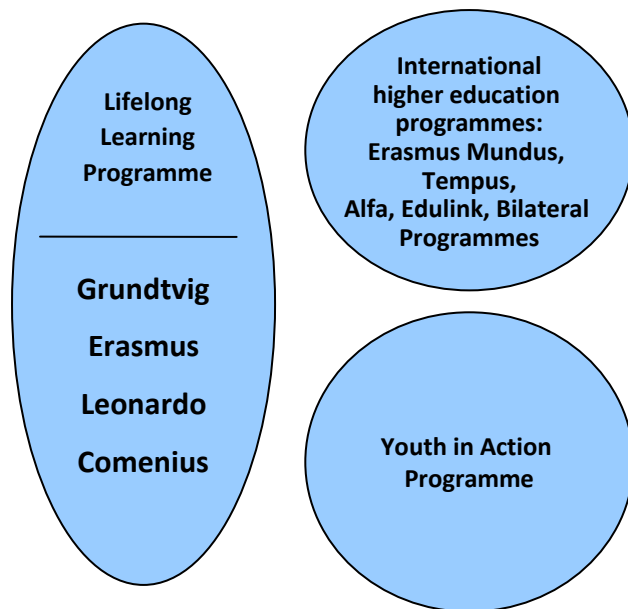 Lifelong
Learning
Programme
Grundtvig
Erasmus
Leonardo
Comenius
International
higher education
programmes:
Erasmus Mundus,
Tempus,
Alfa, Edulink, Bilateral
Programmes
Youth in Action
Programme